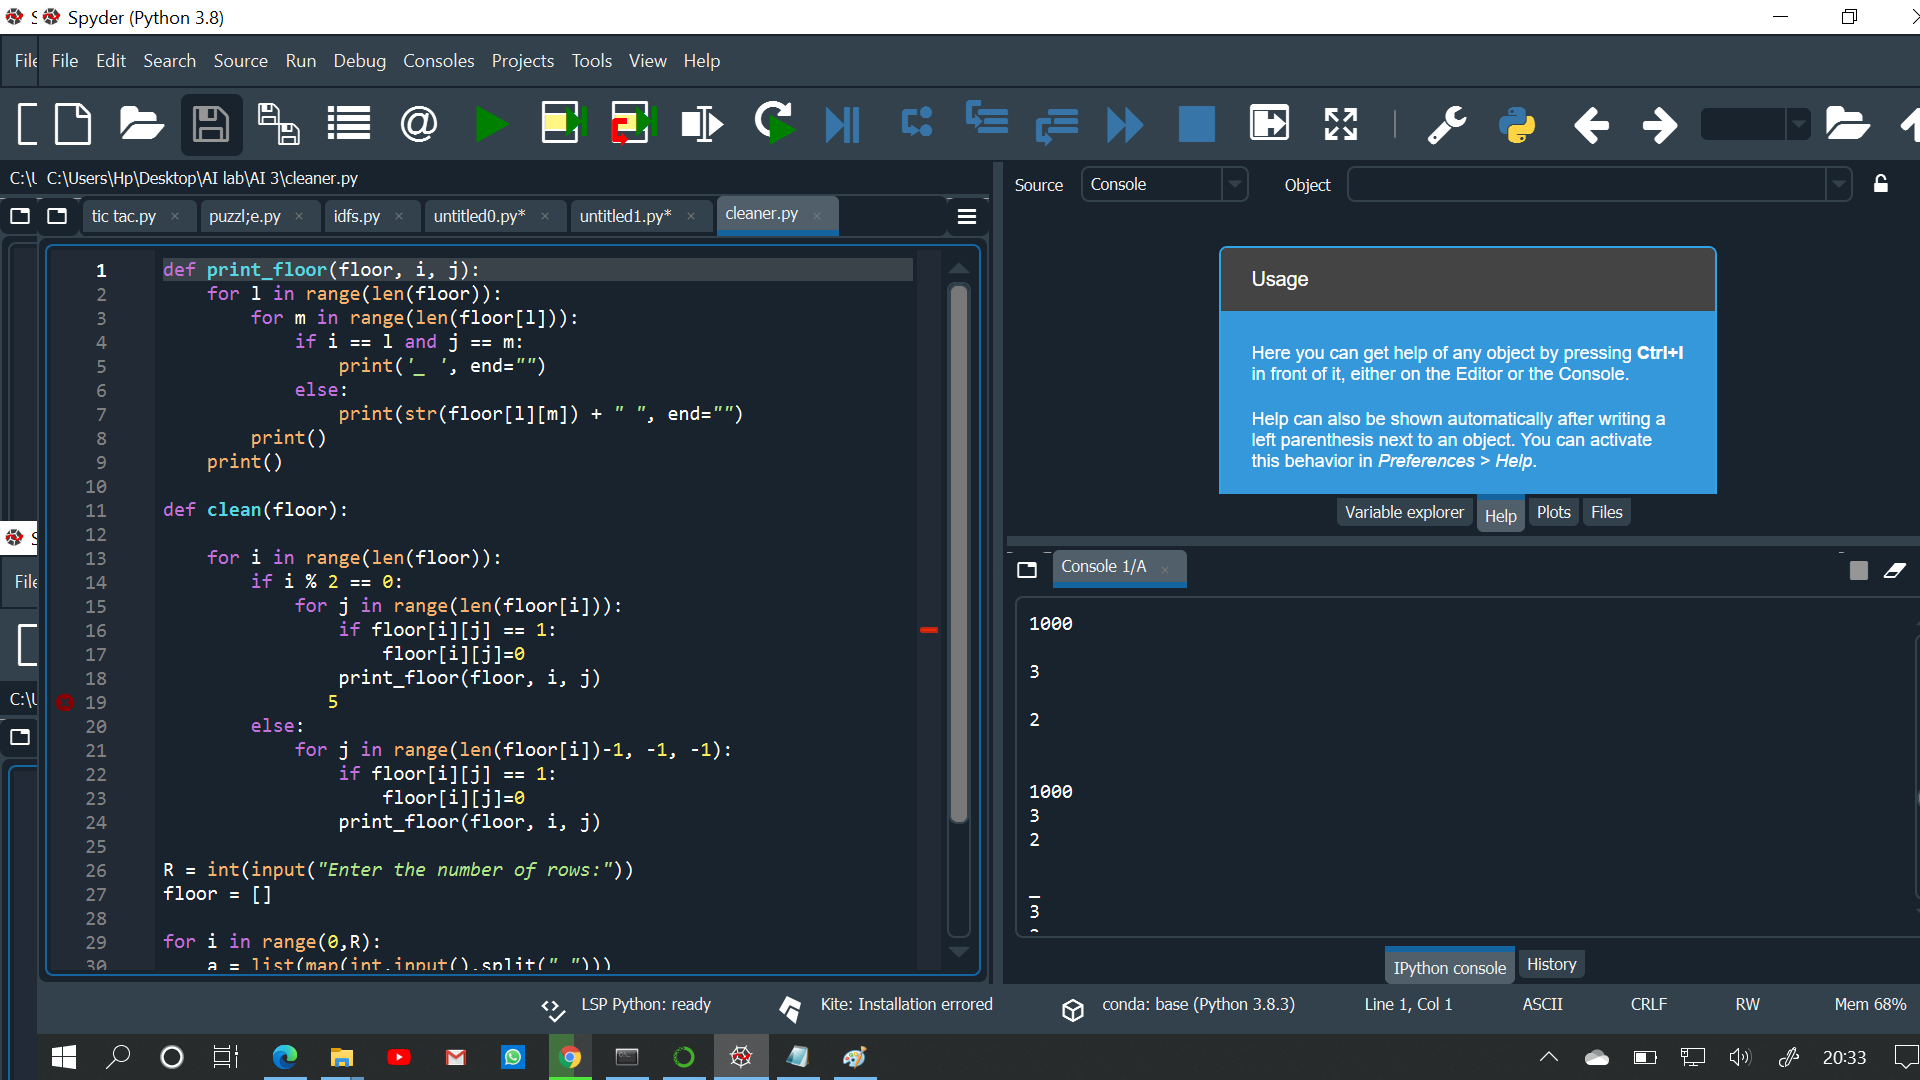 Spyder (Python 3.8)
File File Edit Search Source Run Debug Consoles Projects Tools View Help
C:\U C:\Users\Hp\Desktop\AI lab\AI 3\cleaner.py
tic tac.py puzzl;e.py idfs.py untitled0.py* untitled1.py* cleaner.py
1 def print_floor(floor, i, j):
2 for l in range(len(floor)):
3 for m in range(len(floor[l])):
4 if i == l and j == m:
5 print('_ ', end="")
6 else:
7 print(str(floor[l][m]) + " ", end="")
8 print()
9 print()
10
11 def clean(floor):
12
13 for i in range(len(floor)):
14 if i % 2 == 0:
15 for j in range(len(floor[i])):
16 if floor[i][j] == 1:
17 floor[i][j]=0
18 print_floor(floor, i, j)
19 5
20 else:
21 for j in range(len(floor[i])-1, -1, -1):
22 if floor[i][j] == 1:
23 floor[i][j]=0
24 print_floor(floor, i, j)
25
26 R = int(input("Enter the number of rows:"))
27 floor = []
28
29 for i in range(0,R):
30 a = list(map(int,input().split(" ")))
File
C:\U
Source Console Object
Usage
Here you can get help of any object by pressing Ctrl+I
in front of it, either on the Editor or the Console.
Help can also be shown automatically after writing a
left parenthesis next to an object. You can activate
this behavior in Preferences > Help.
Variable explorer Help Plots Files
Console 1/A
1000
3
2
1000
3
2
_
3
IPython console History
LSP Python: ready Kite: Installation errored conda: base (Python 3.8.3) Line 1, Col 1 ASCII CRLF RW Mem 68%
20:33